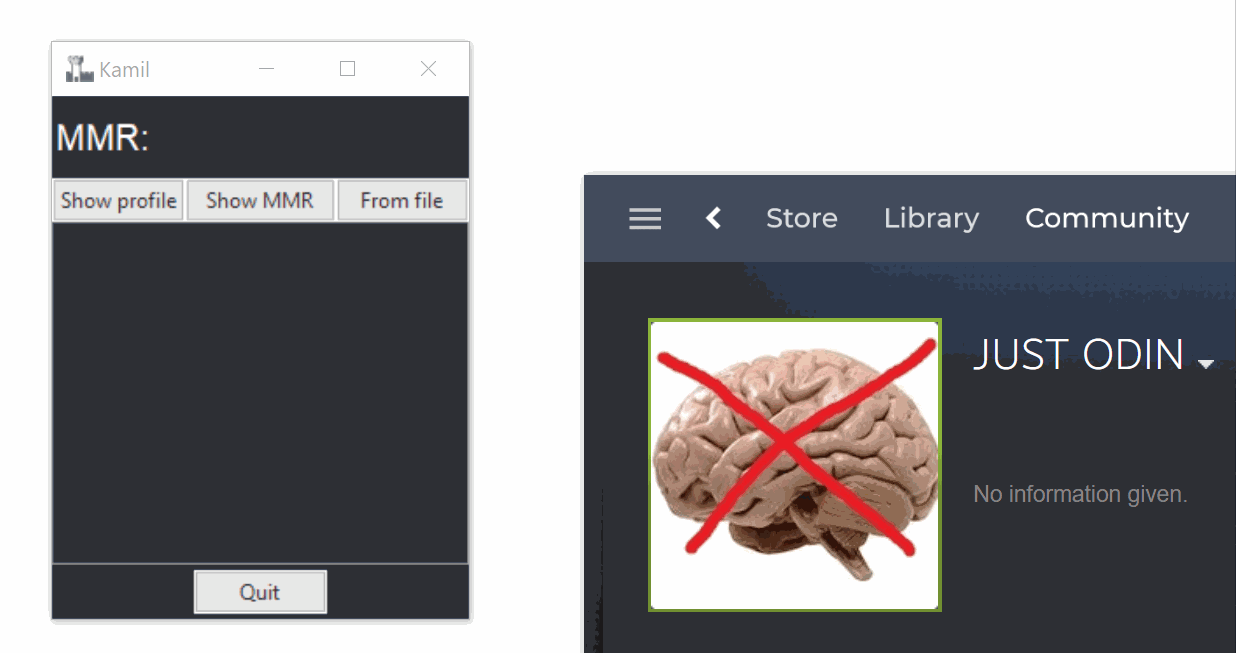 Kamil
MMR:
Show profile Show MMR From file
Quit
Store Library Community
JUST ODIN
No information given.